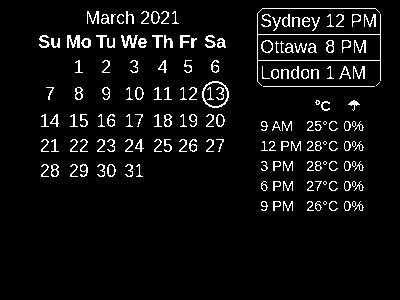 March 2021
Su Mo Tu We Th Fr Sa
1 2 3 4 5 6
7 8 9 10 11 12 13
14 15 16 17 18 19 20
21 22 23 24 25 26 27
28 29 30 31
Sydney 12 PM
Ottawa 8 PM
London 1 AM
°C ☂
9 AM 25°C 0%
12 PM 28°C 0%
3 PM 28°C 0%
6 PM 27°C 0%
9 PM 26°C 0%